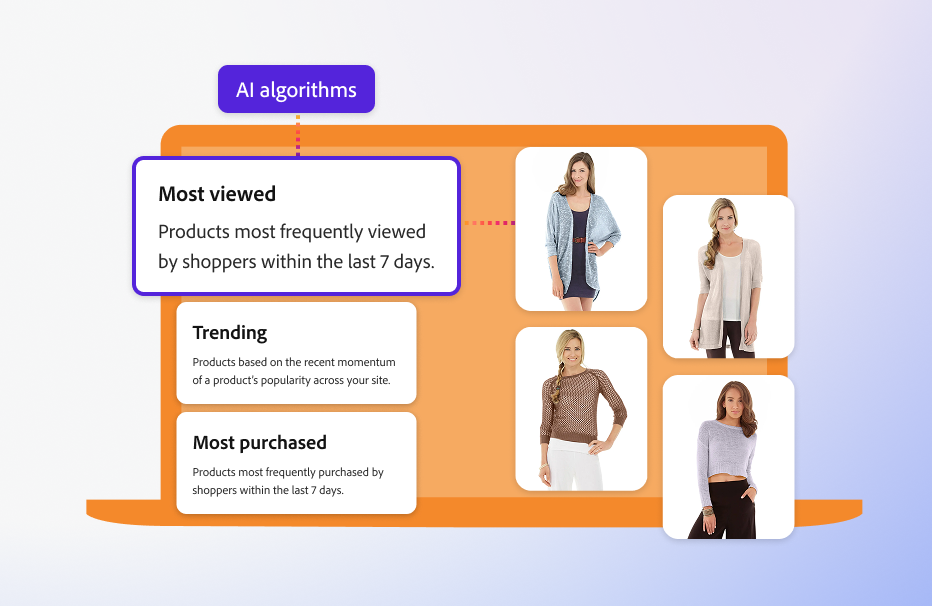 AI algorithms
Most viewed
Products most frequently viewed
by shoppers within the last 7 days.
Trending
Products based on the recent momentum
of a product’s popularity across your site.
Most purchased
Products most frequently purchased by
shoppers within the last 7 days.